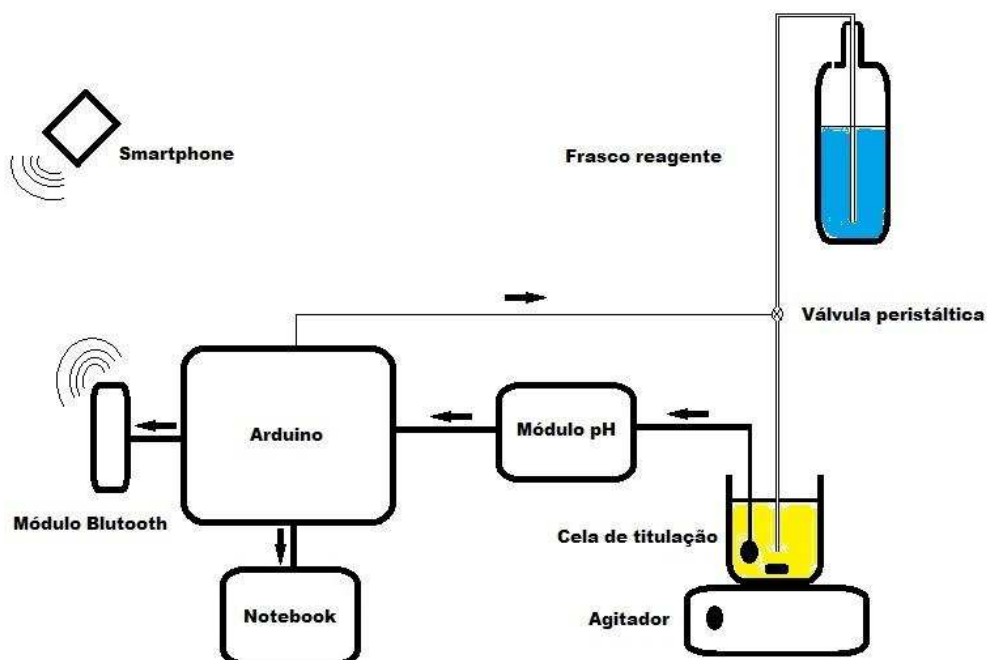 Smartphone
Frasco reagente
Válvula peristáltica
Arduino
Módulo pH
Módulo Blutooth
Cela de titulação
Notebook
Agitador